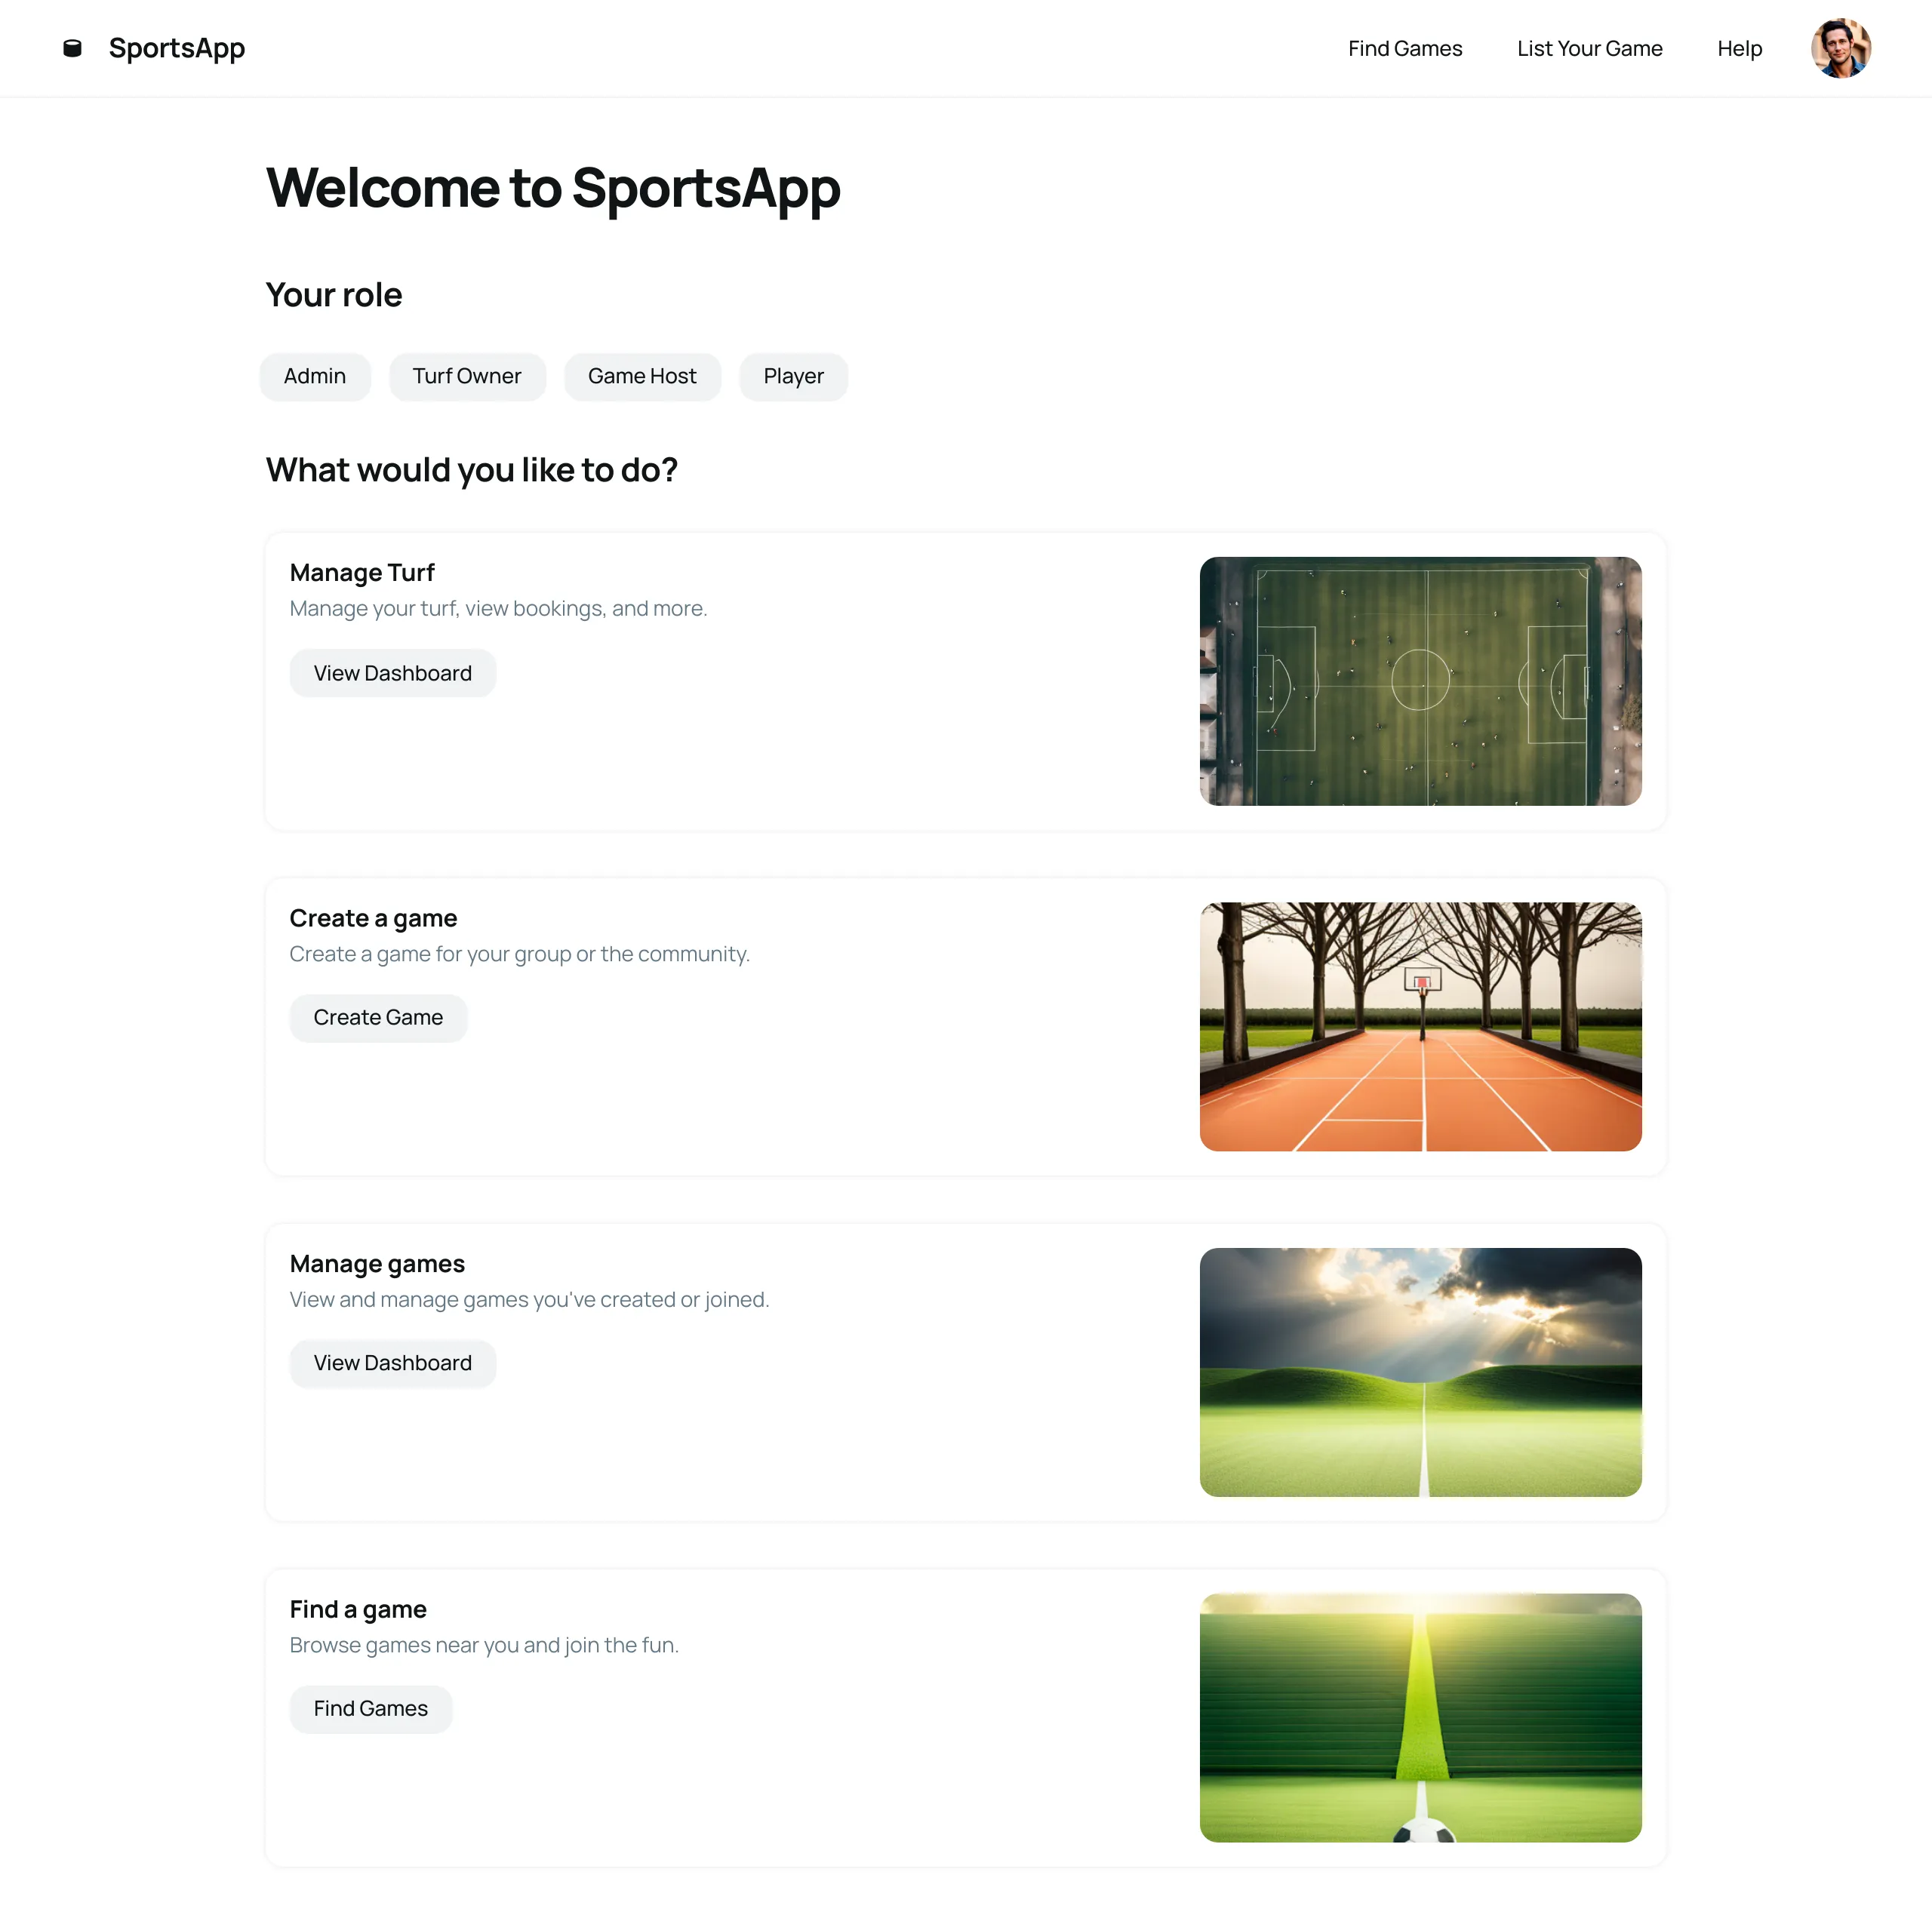 SportsApp
Find Games
List Your Game
Help
Welcome to SportsApp
Your role
Admin
Turf Owner
Game Host
Player
What would you like to do?
Manage Turf
Manage your turf, view bookings, and more.
View Dashboard
Create a game
Create a game for your group or the community.
Create Game
Manage games
View and manage games you've created or joined.
View Dashboard
Find a game
Browse games near you and join the fun.
Find Games